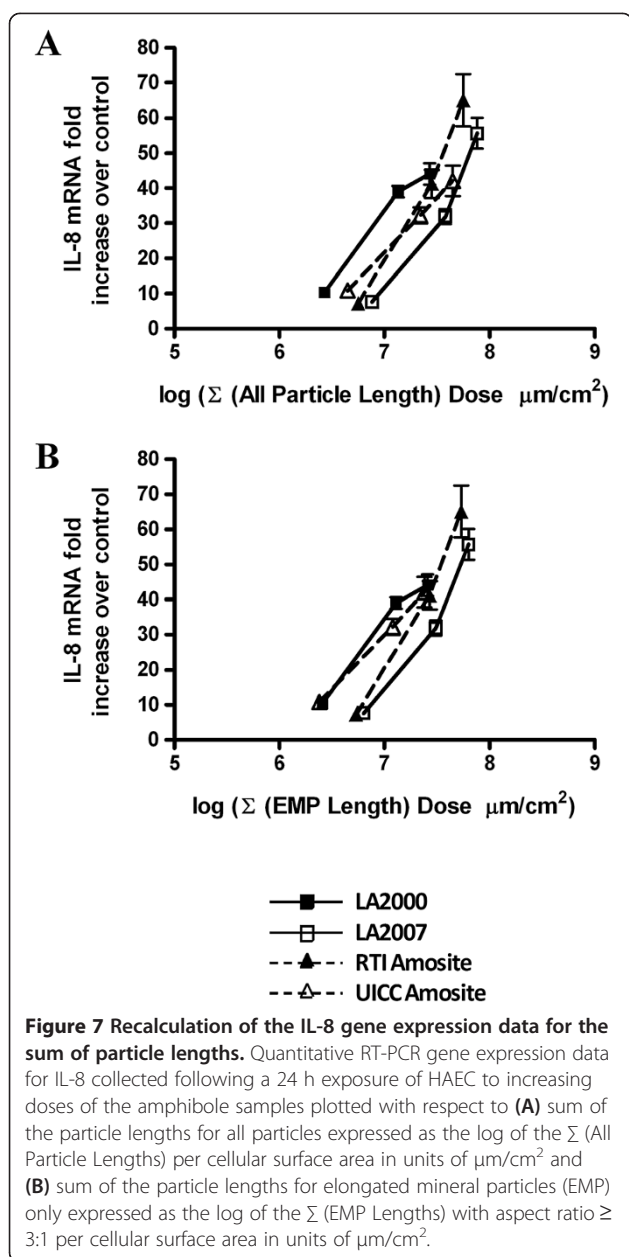 A
IL-8 mRNA fold
increase over control
80
70
60
50
40
30
20
10
0
5 6 7 8 9
log (Σ (All Particle Length) Dose μm/cm²)
B
IL-8 mRNA fold
increase over control
80
70
60
50
40
30
20
10
0
5 6 7 8 9
log (Σ (EMP Length) Dose μm/cm²)
LA2000
LA2007
RTI Amosite
UICC Amosite
Figure 7 Recalculation of the IL-8 gene expression data for the
sum of particle lengths. Quantitative RT-PCR gene expression data
for IL-8 collected following a 24 h exposure of HAEC to increasing
doses of the amphibole samples plotted with respect to (A) sum of
the particle lengths for all particles expressed as the log of the ∑ (All
Particle Lengths) per cellular surface area in units of μm/cm² and
(B) sum of the particle lengths for elongated mineral particles (EMP)
only expressed as the log of the ∑ (EMP Lengths) with aspect ratio ≥
3:1 per cellular surface area in units of μm/cm².